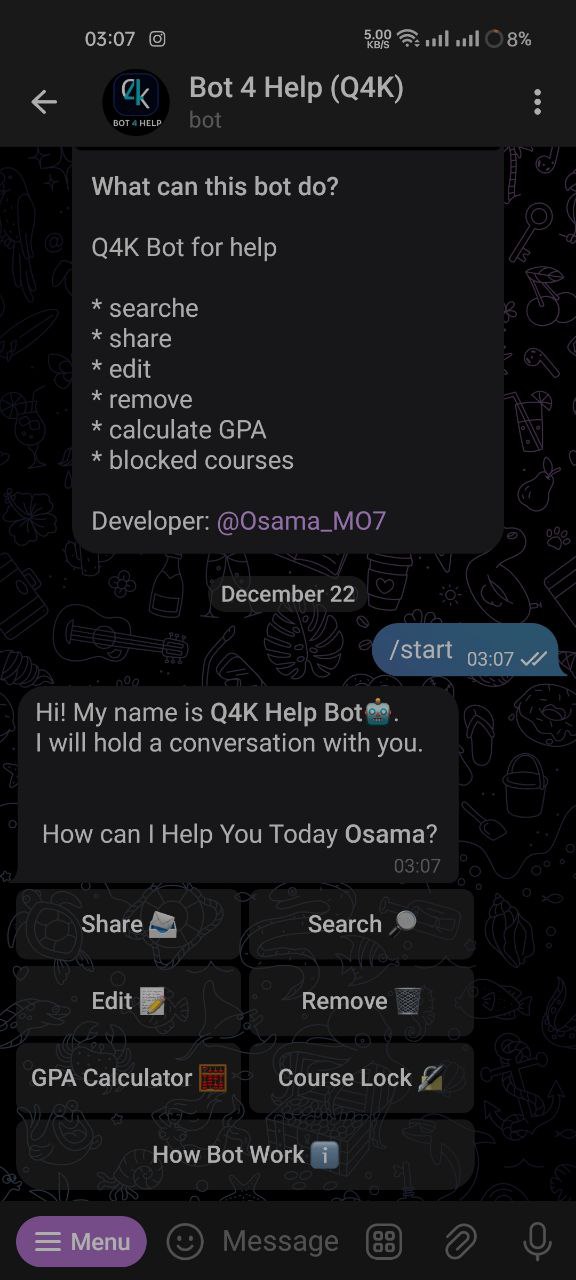 03:07
5.00 KB/S
8%
Bot 4 Help (Q4K)
bot
BOT 4 HELP
What can this bot do?
Q4K Bot for help
* searche
* share
* edit
* remove
* calculate GPA
* blocked courses
Developer: @Osama_MO7
December 22
/start 03:07
Hi! My name is Q4K Help Bot🤖.
I will hold a conversation with you.
How can I Help You Today Osama?
03:07
Share 📨 Search 🔎
Edit 📝 Remove 🗑️
GPA Calculator 🧮 Course Lock 🔏
How Bot Work ℹ️
Menu Message